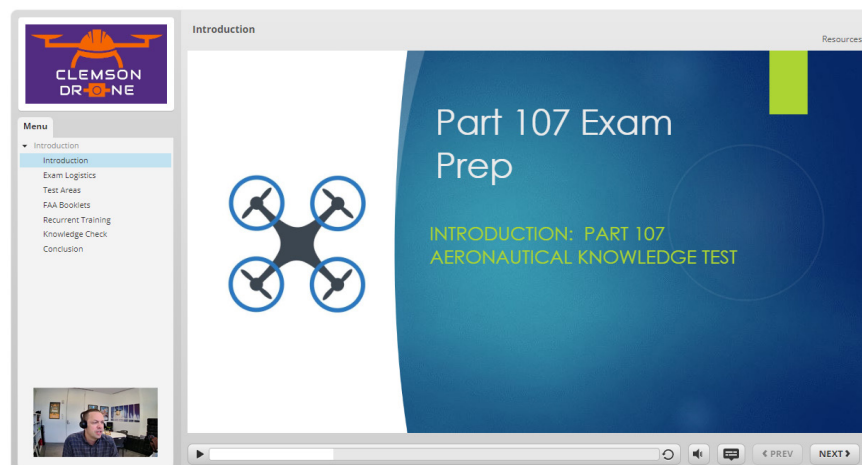 CLEMSON
DR-O-NE
Introduction
Resources
Menu
Introduction
Introduction
Exam Logistics
Test Areas
FAA Booklets
Recurrent Training
Knowledge Check
Conclusion
Part 107 Exam
Prep
INTRODUCTION: PART 107
AERONAUTICAL KNOWLEDGE TEST
PREV
NEXT